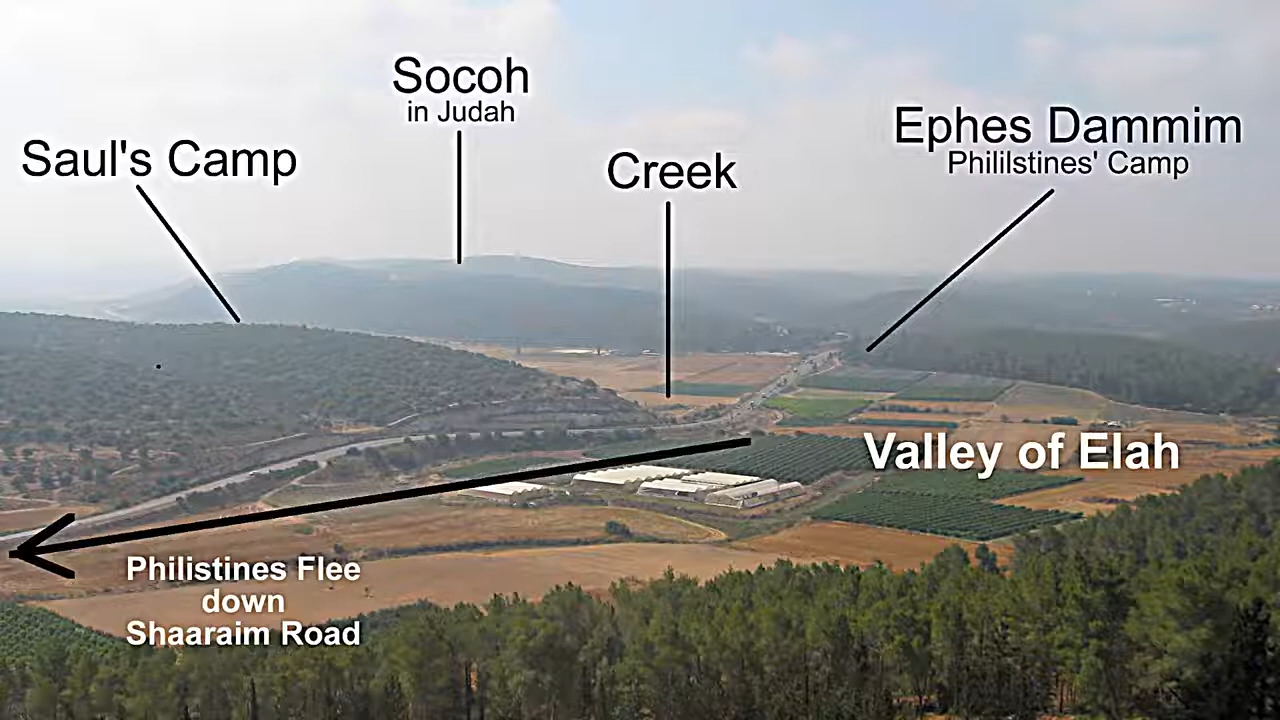 Socoh
in Judah
Saul's Camp
Creek
Ephes Dammim
Phililstines' Camp
Valley of Elah
Philistines Flee
down
Shaaraim Road